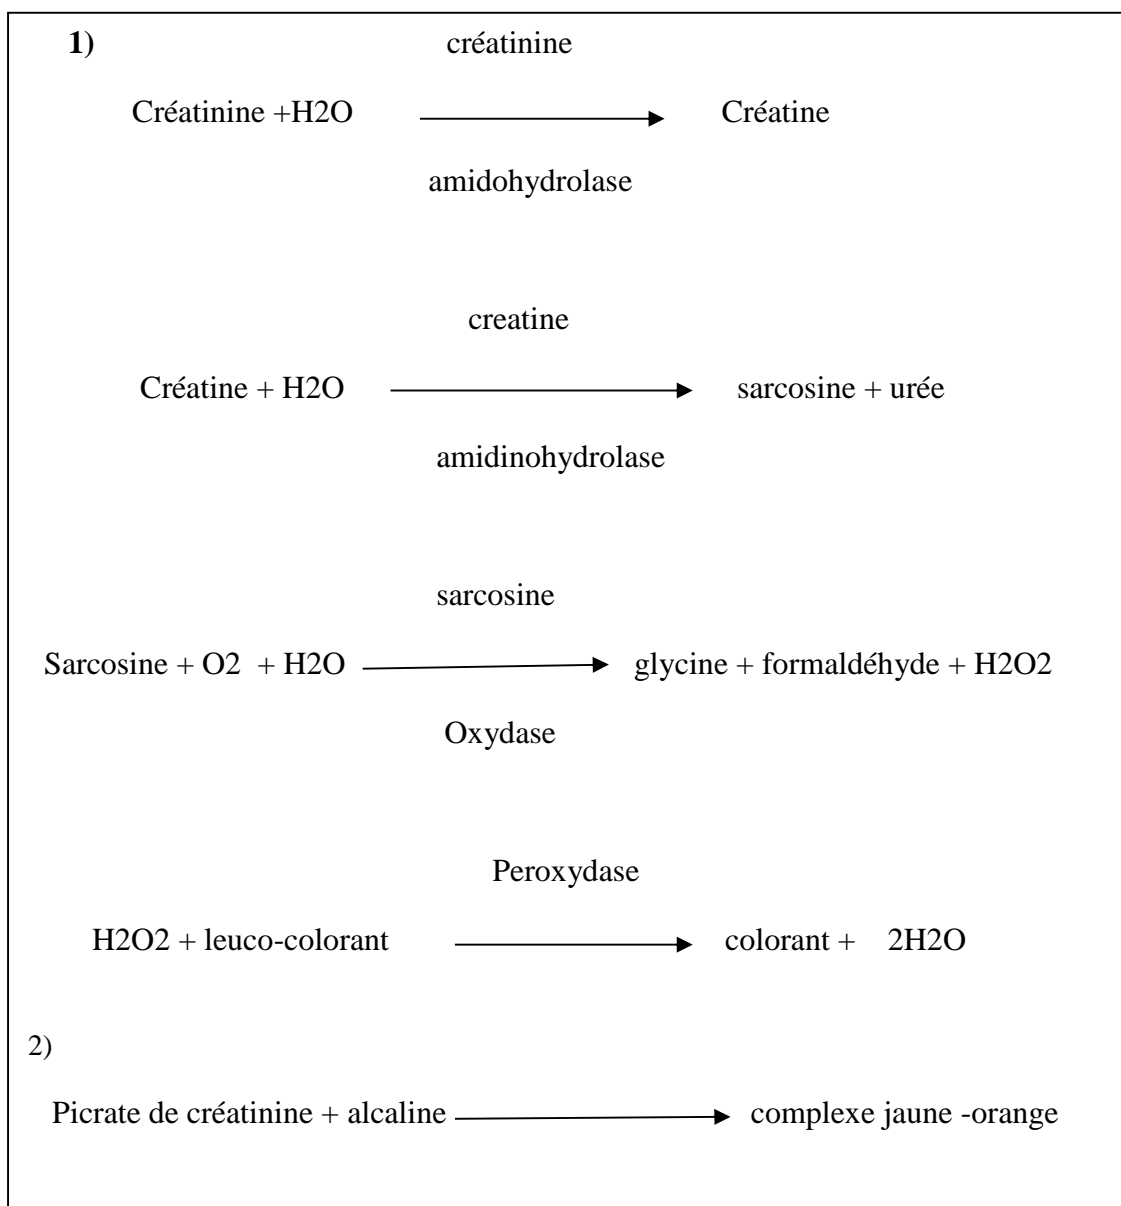 1)
créatinine
Créatinine +H2O Créatine
amidohydrolase
creatine
Créatine + H2O sarcosine + urée
amidinohydrolase
sarcosine
Sarcosine + O2 + H2O glycine + formaldéhyde + H2O2
Oxydase
Peroxydase
H2O2 + leuco-colorant colorant + 2H2O
2)
Picrate de créatinine + alcaline complexe jaune -orange